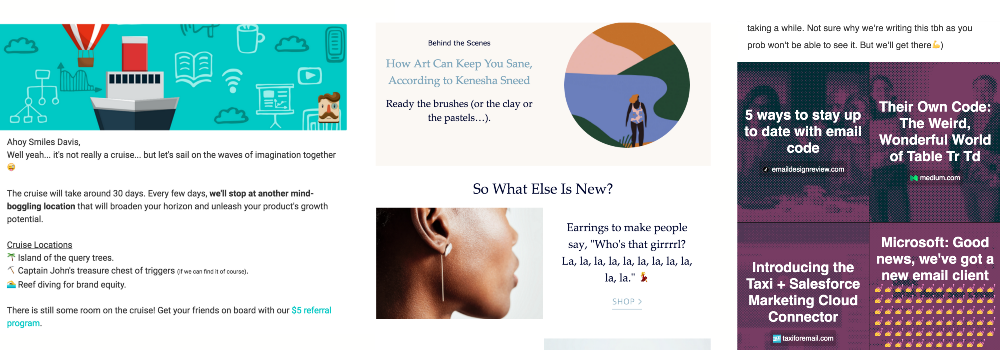 Ahoy Smiles Davis,
Well yeah... it's not really a cruise... but let's sail on the waves of imagination together
😄
The cruise will take around 30 days. Every few days, we'll stop at another mind-
boggling location that will broaden your horizon and unleash your product's growth
potential.
Cruise Locations
🌴 Island of the query trees.
⛏ Captain John's treasure chest of triggers (if we can find it of course).
🏊 Reef diving for brand equity.
There is still some room on the cruise! Get your friends on board with our $5 referral
program.
Behind the Scenes
How Art Can Keep You Sane,
According to Kenesha Sneed
Ready the brushes (or the clay or
the pastels…).
So What Else Is New?
Earrings to make people
say, "Who's that girrrrl?
La, la, la, la, la, la, la, la, la,
la, la." 💃
SHOP >
taking a while. Not sure why we're writing this tbh as you
prob won't be able to see it. But we'll get there💪)
5 ways to stay up
to date with email
code
emaildesignreview.com
Their Own Code:
The Weird,
Wonderful World
of Table Tr Td
medium.com
Introducing the
Taxi + Salesforce
Marketing Cloud
Connector
taxiforemail.com
Microsoft: Good
news, we've got a
new email client